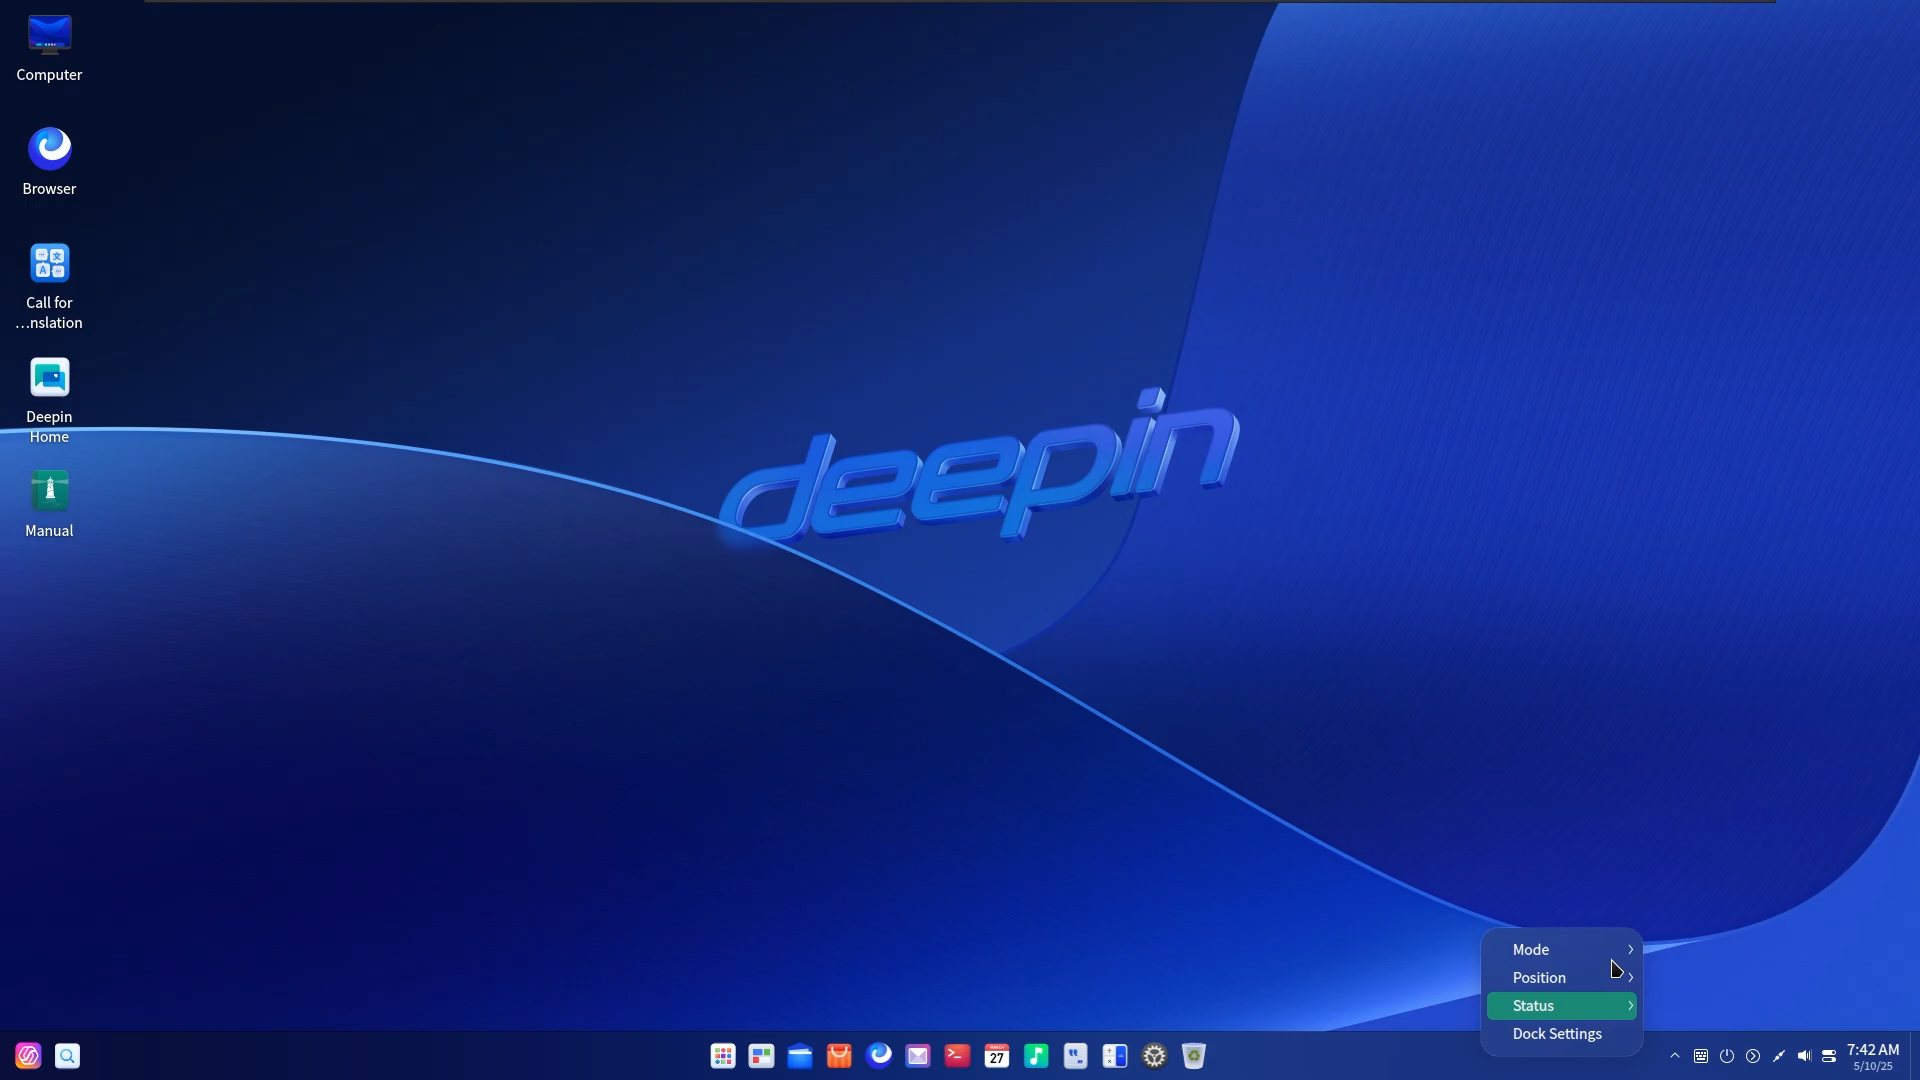 Computer
Browser
Call for
...nslation
Deepin
Home
Manual
deepin
Mode
Position
Status
Dock Settings
27
7:42 AM
5/10/25